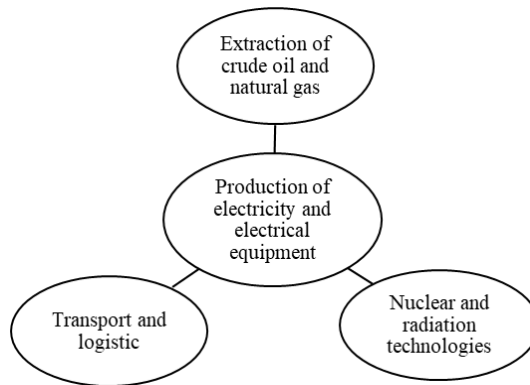 Extraction of
crude oil and
natural gas
Production of
electricity and
electrical
equipment
Transport and
logistic
Nuclear and
radiation
technologies